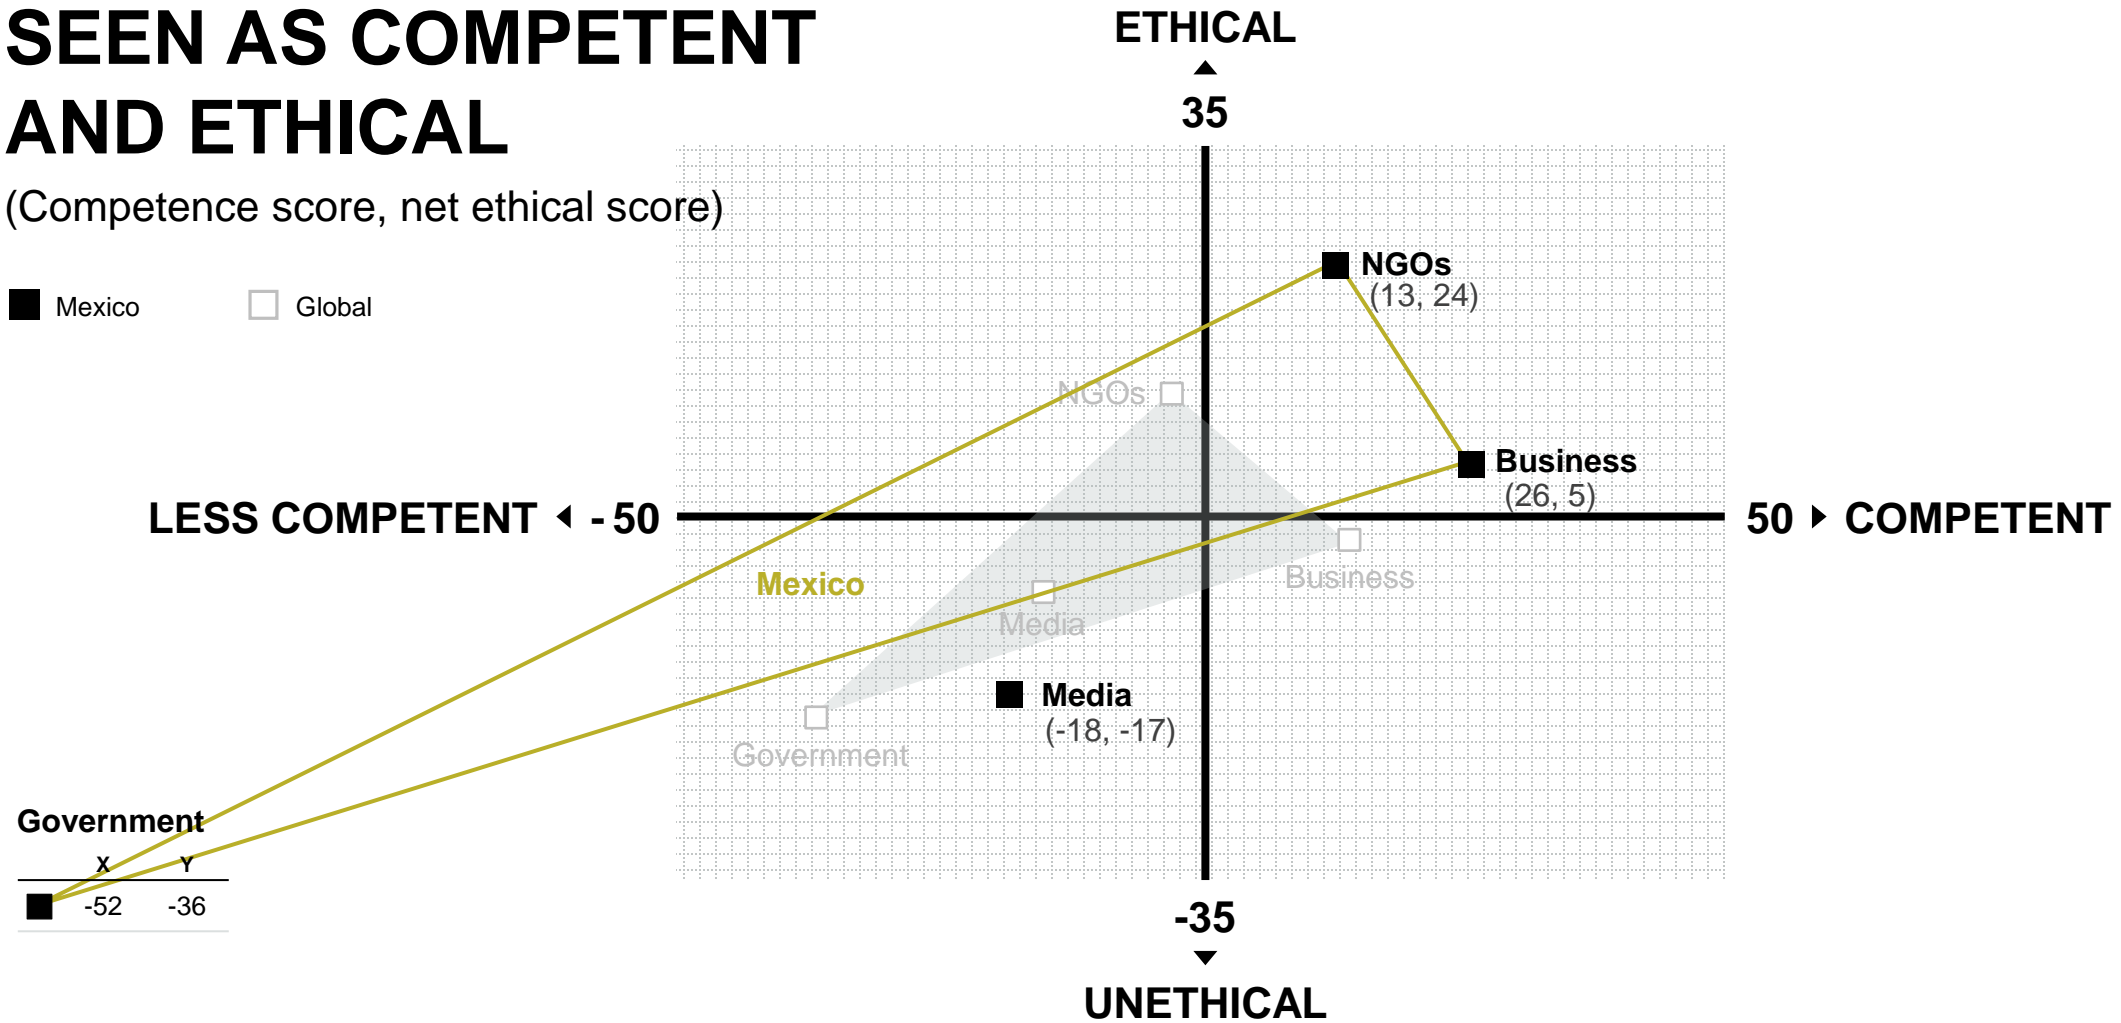 SEEN AS COMPETENT
AND ETHICAL
(Competence score, net ethical score)
Mexico
Global
ETHICAL
35
NGOs
(13, 24)
NGOs
Business
(26, 5)
LESS COMPETENT
- 50
50
COMPETENT
Mexico
Business
Media
Media
(-18, -17)
Government
Government
X Y
-52 -36
-35
UNETHICAL